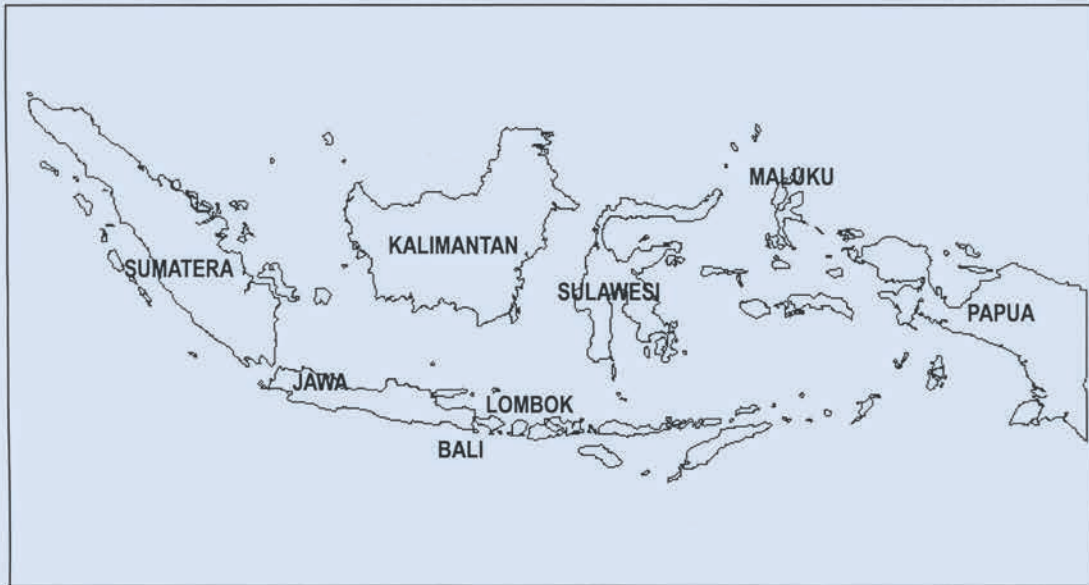 MALUKU
KALIMANTAN
SUMATERA
SULAWESI
PAPUA
JAWA
LOMBOK
BALI